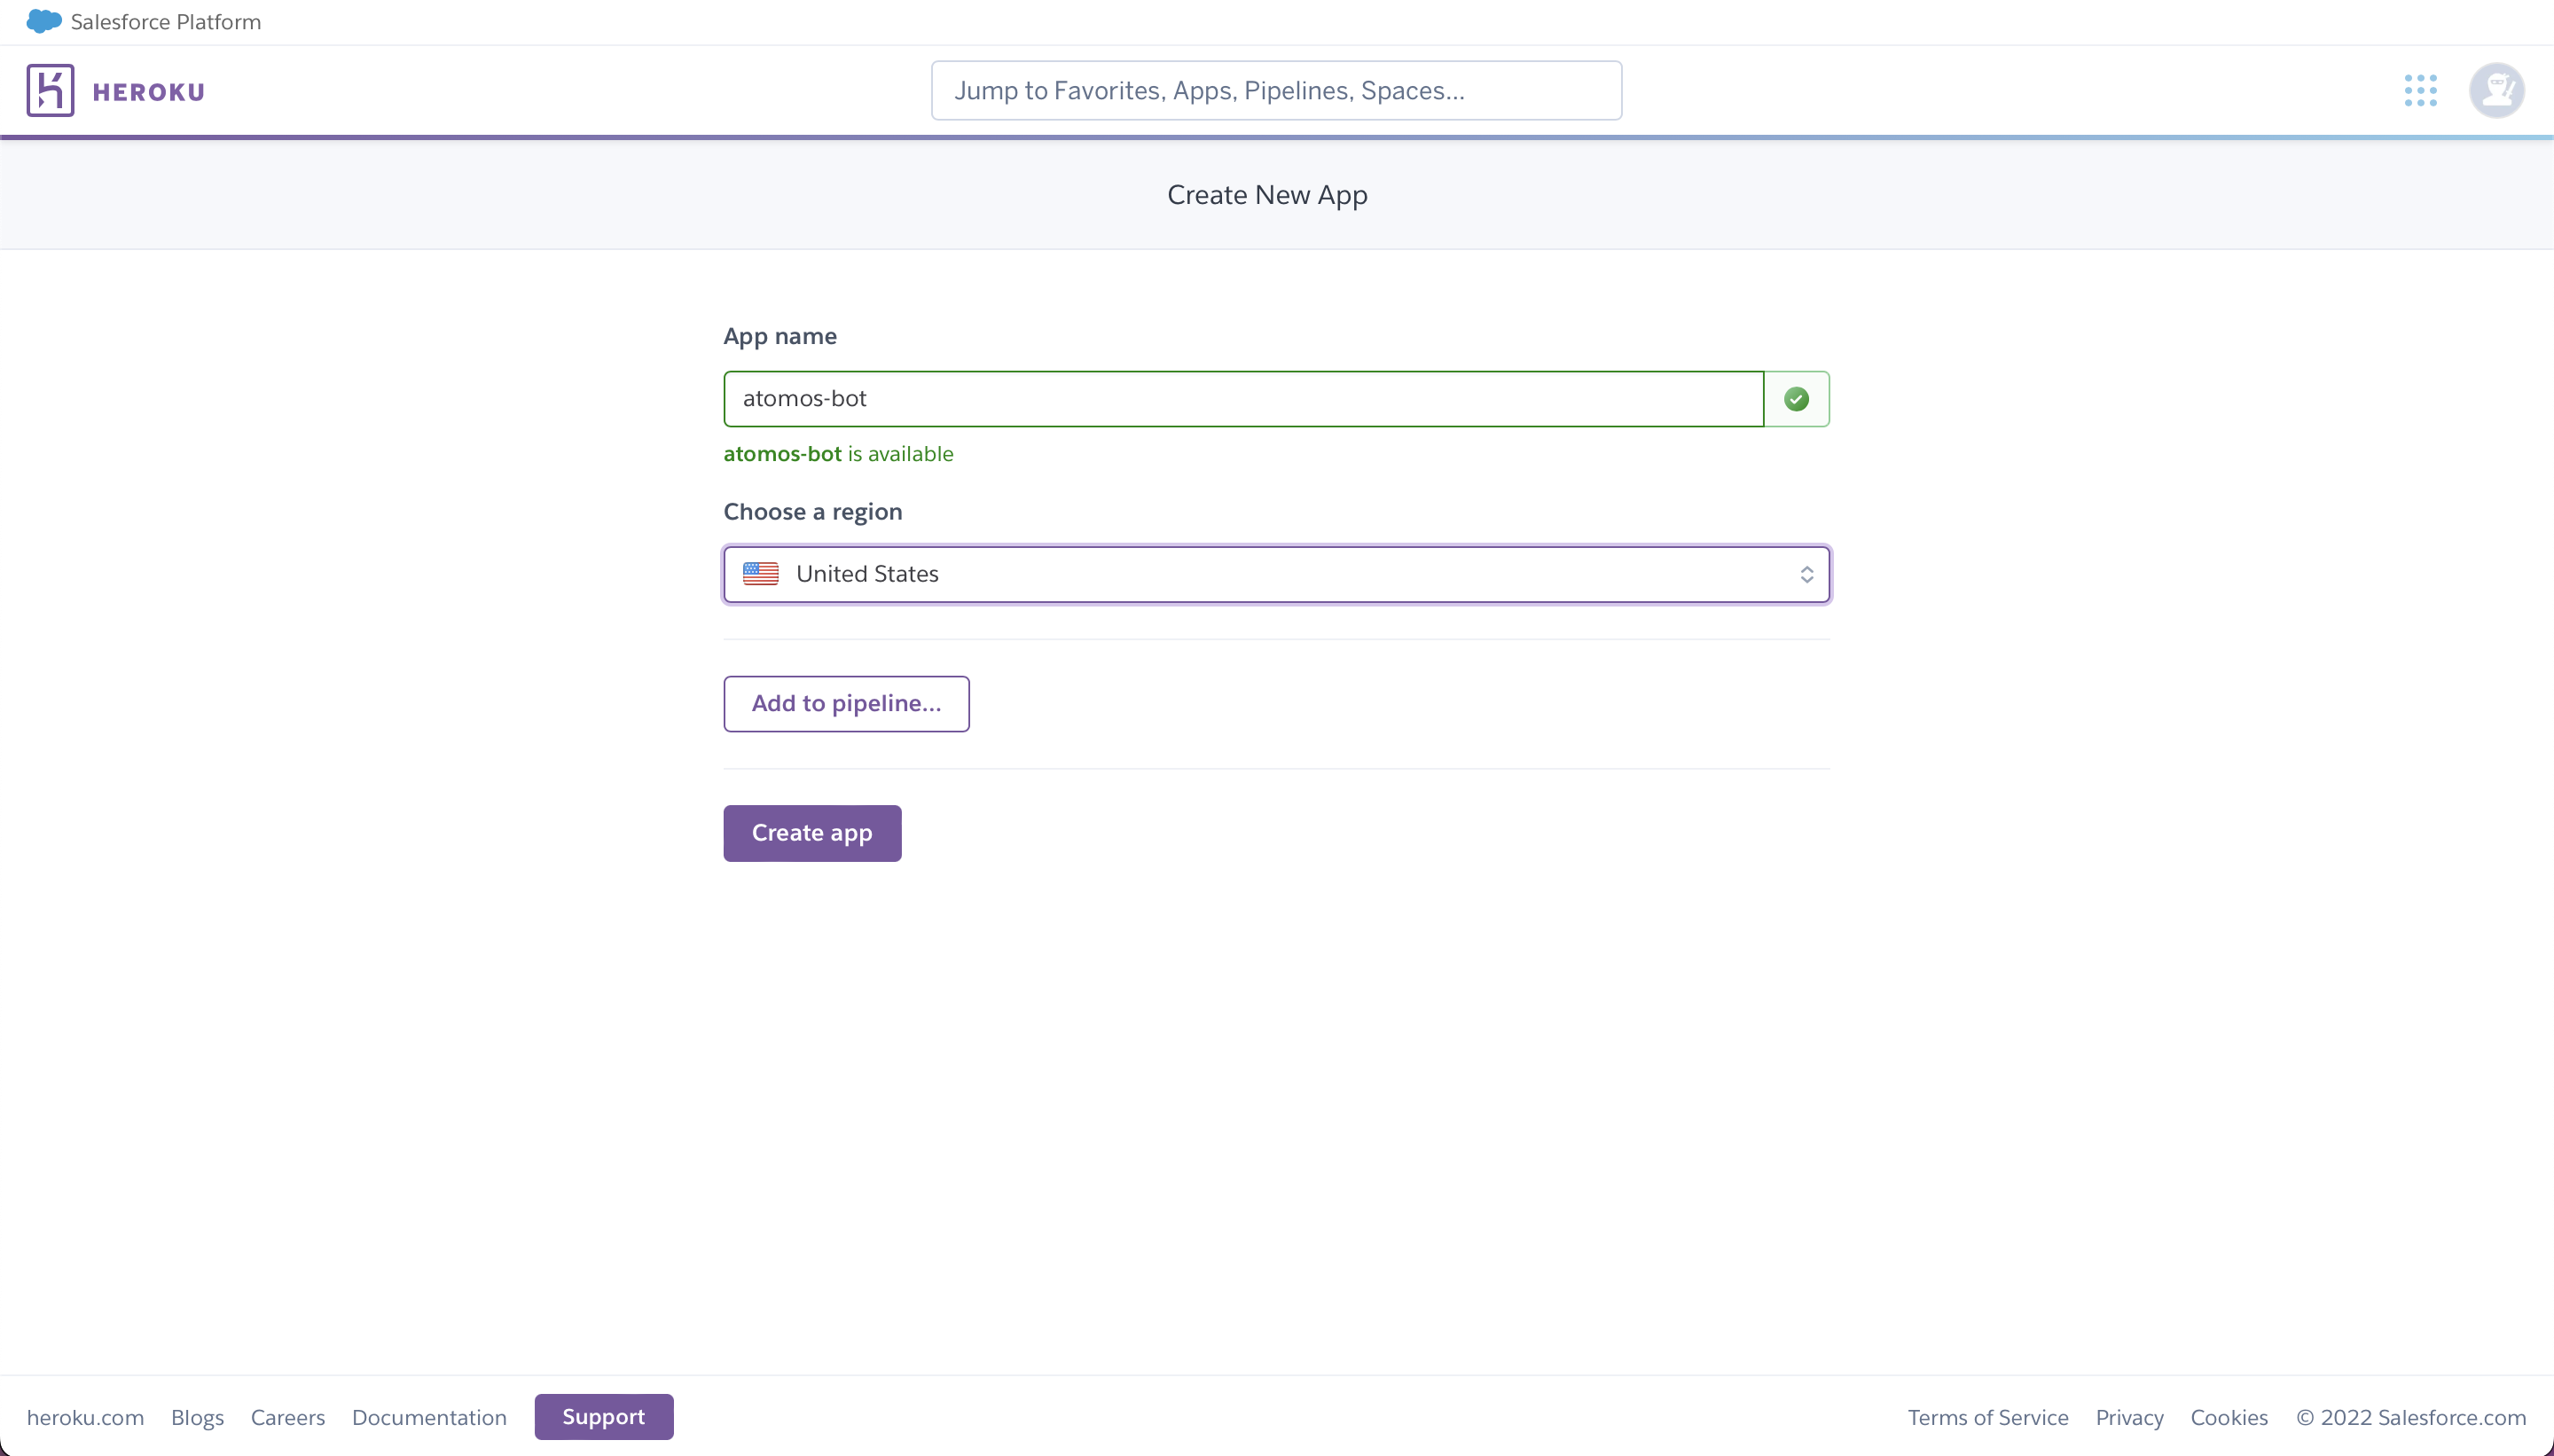 Salesforce Platform
HEROKU
Jump to Favorites, Apps, Pipelines, Spaces...
Create New App
App name
atomos-bot
atomos-bot is available
Choose a region
United States
Add to pipeline...
Create app
heroku.com Blogs Careers Documentation Support Terms of Service Privacy Cookies © 2022 Salesforce.com